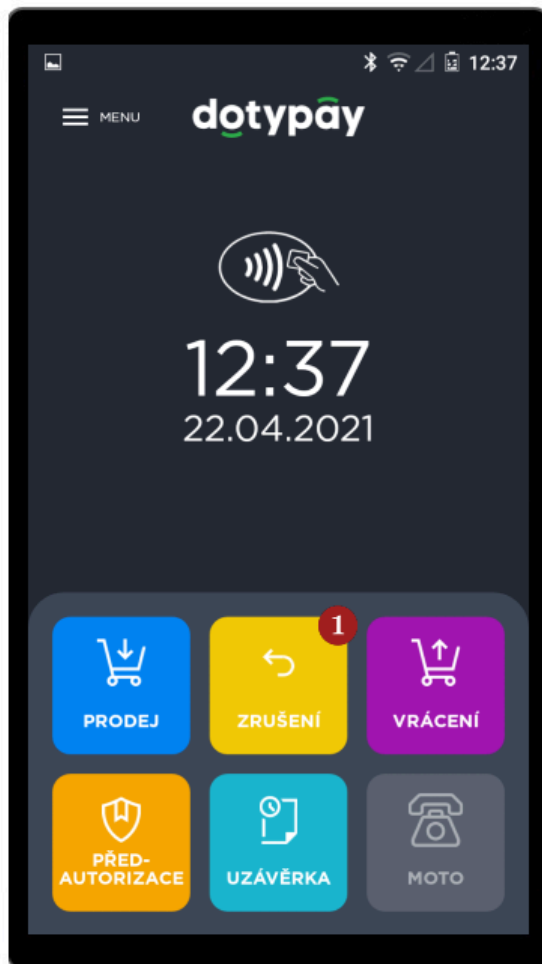 12:37
MENU
dotypay
12:37
22.04.2021
1
PRODEJ
ZRUŠENÍ
VRÁCENÍ
PŘED-
AUTORIZACE
UZÁVĚRKA
MOTO